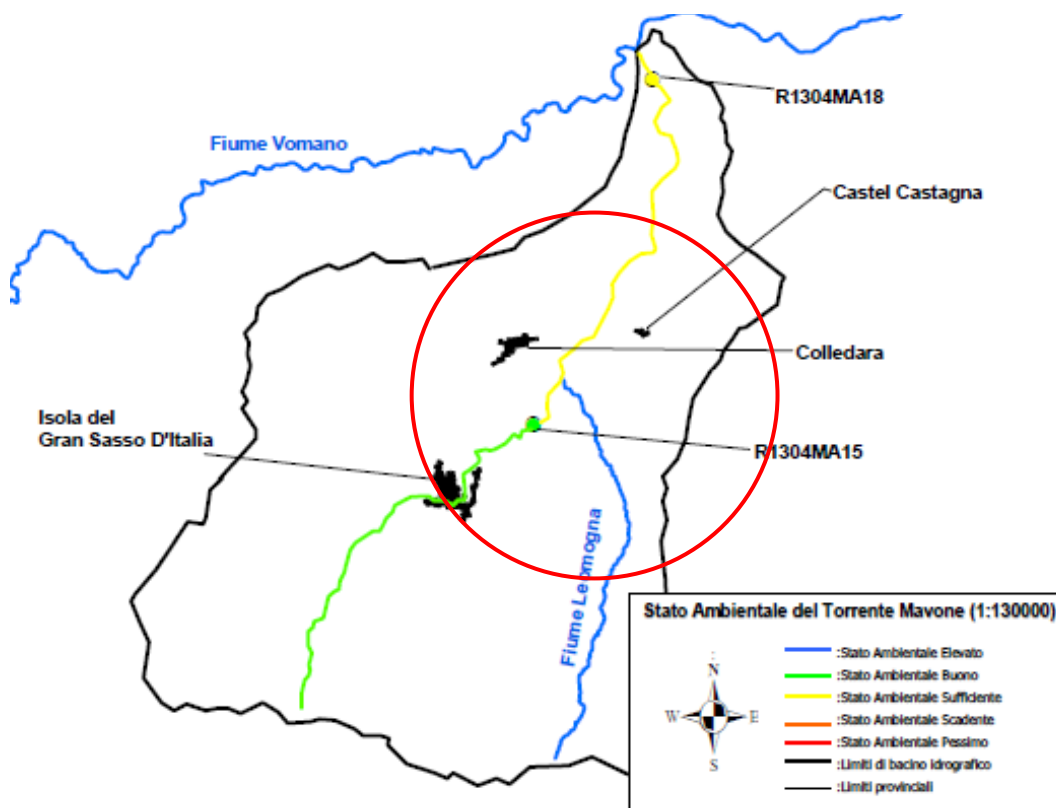 R1304MA18
Fiume Vomano
Castel Castagna
Colledara
Isola del
Gran Sasso D'Italia
R1304MA15
Fiume Leomogna
Stato Ambientale del Torrente Mavone (1:130000)
:Stato Ambientale Elevato
:Stato Ambientale Buono
:Stato Ambientale Sufficiente
:Stato Ambientale Scadente
:Stato Ambientale Pessimo
:Limiti di bacino idrografico
:Limiti provinciali
N
W
E
S